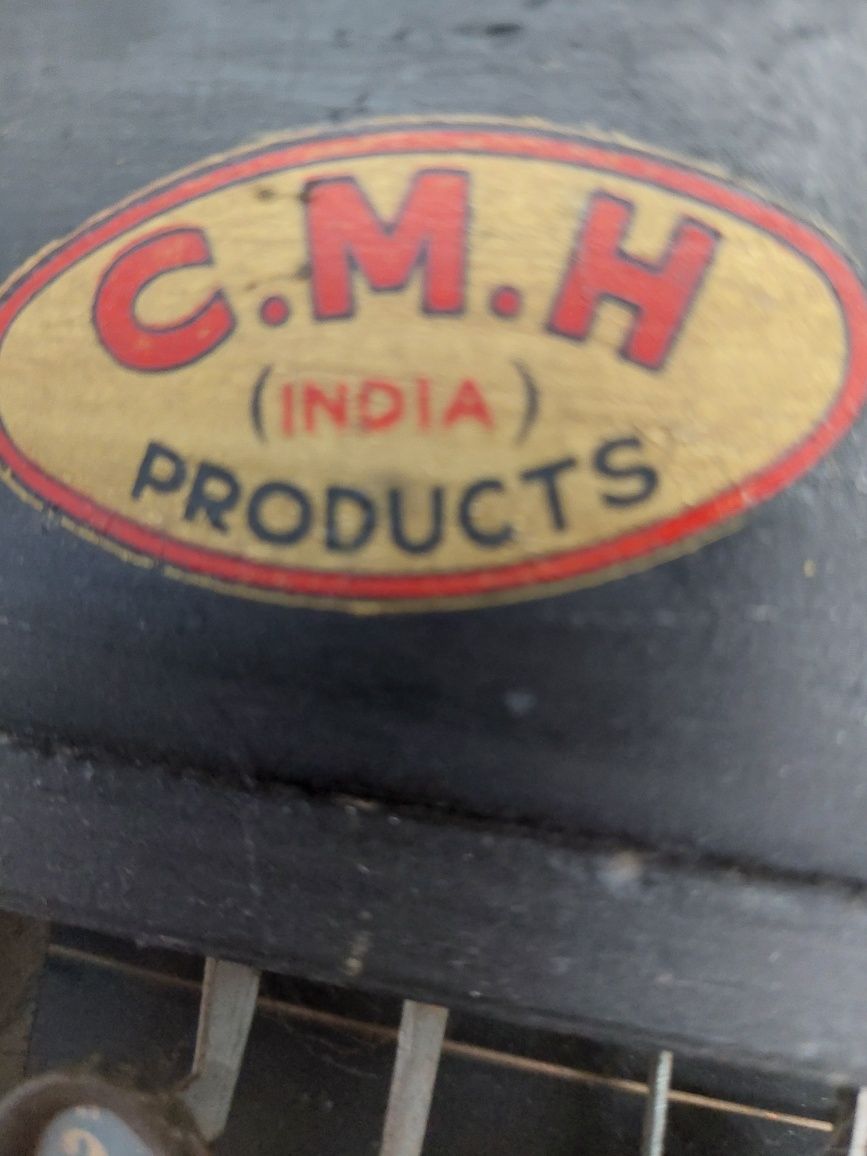 C.M.H
(INDIA)
PRODUCTS